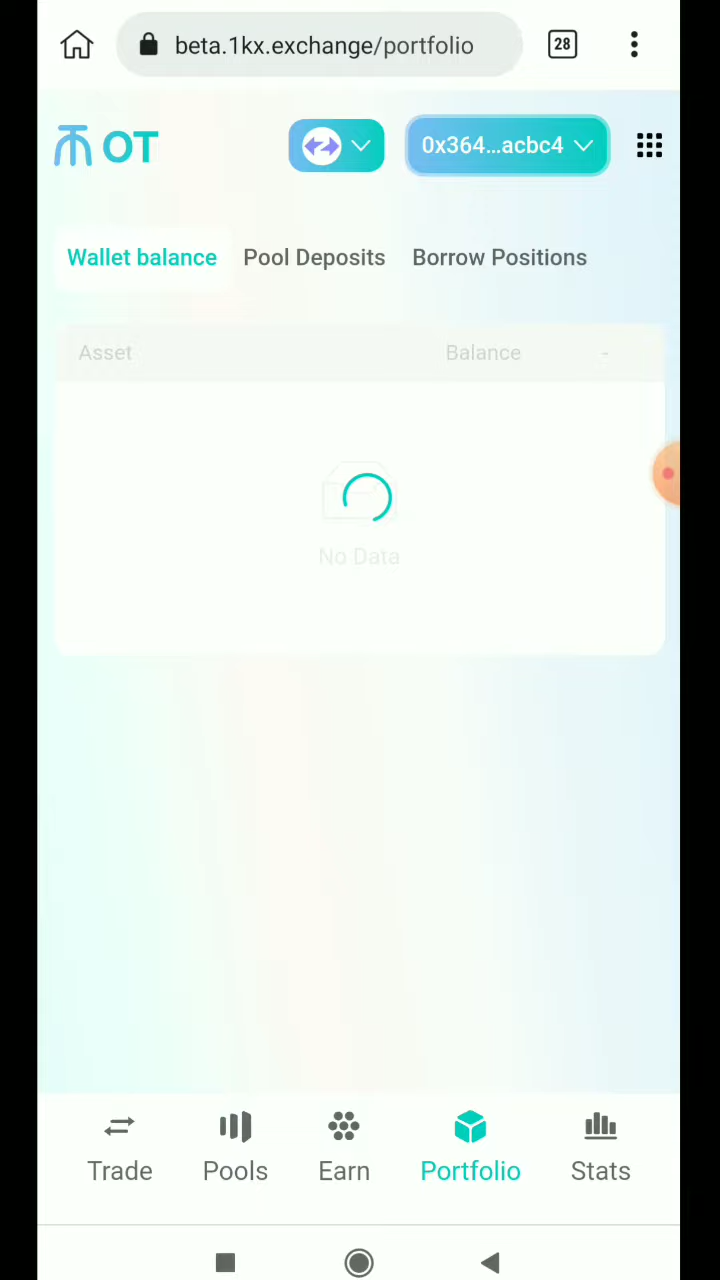 beta.1kx.exchange/portfolio
28
OT
0x364...acbc4
Wallet balance
Pool Deposits
Borrow Positions
Asset
Balance
-
No Data
Trade
Pools
Earn
Portfolio
Stats